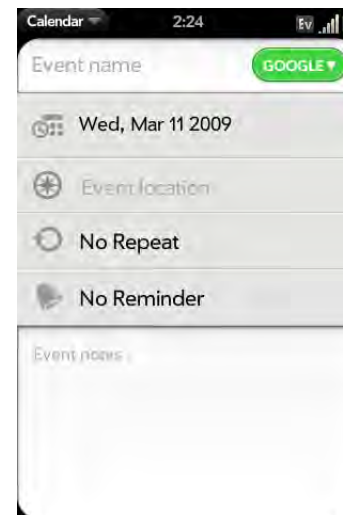 Calendar 2:24 Ev
Event name GOOGLE
Wed, Mar 11 2009
Event location
No Repeat
No Reminder
Event notes